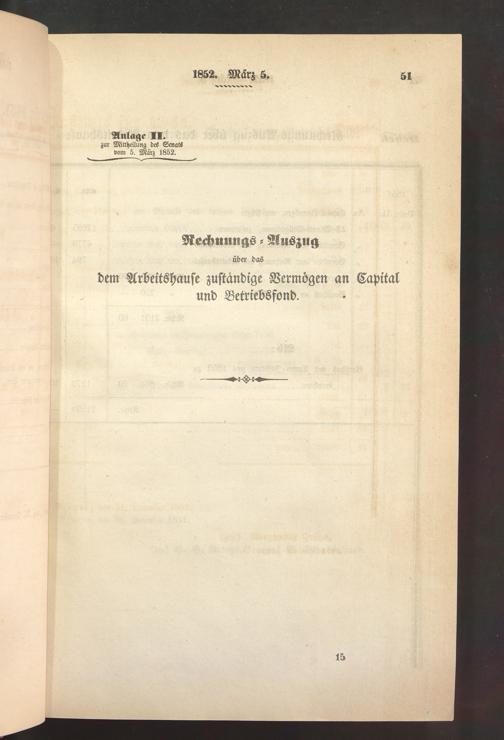 1852. März 5.
51
Anlage II.
zur Mittheilung des Senats
vom 5. März 1852.
Rechnungs-Auszug
über das
dem Arbeitshause zuständige Vermögen an Capital
und Betriebsfond.
15